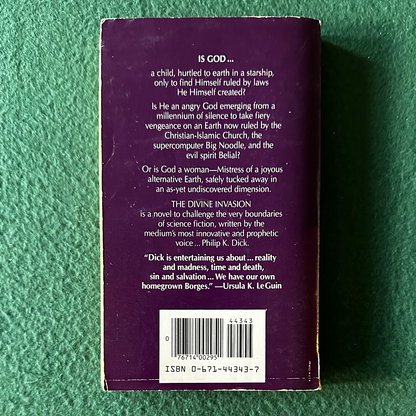 IS GOD...
a child, hurtled to earth in a starship,
only to find Himself ruled by laws
He Himself created?
Is He an angry God emerging from a
millennium of silence to take fiery
vengeance on an Earth now ruled by the
Christian-Islamic Church, the
supercomputer Big Noodle, and the
evil spirit Belial?
Or is God a woman—Mistress of a joyous
alternative Earth, safely tucked away in
an as-yet undiscovered dimension.
THE DIVINE INVASION
is a novel to challenge the very boundaries
of science fiction, written by the
medium's most innovative and prophetic
voice... Philip K. Dick.
"Dick is entertaining us about... reality
and madness, time and death,
sin and salvation... We have our own
homegrown Borges." —Ursula K. LeGuin
44343
0
76714 00295
ISBN 0-671-44343-7